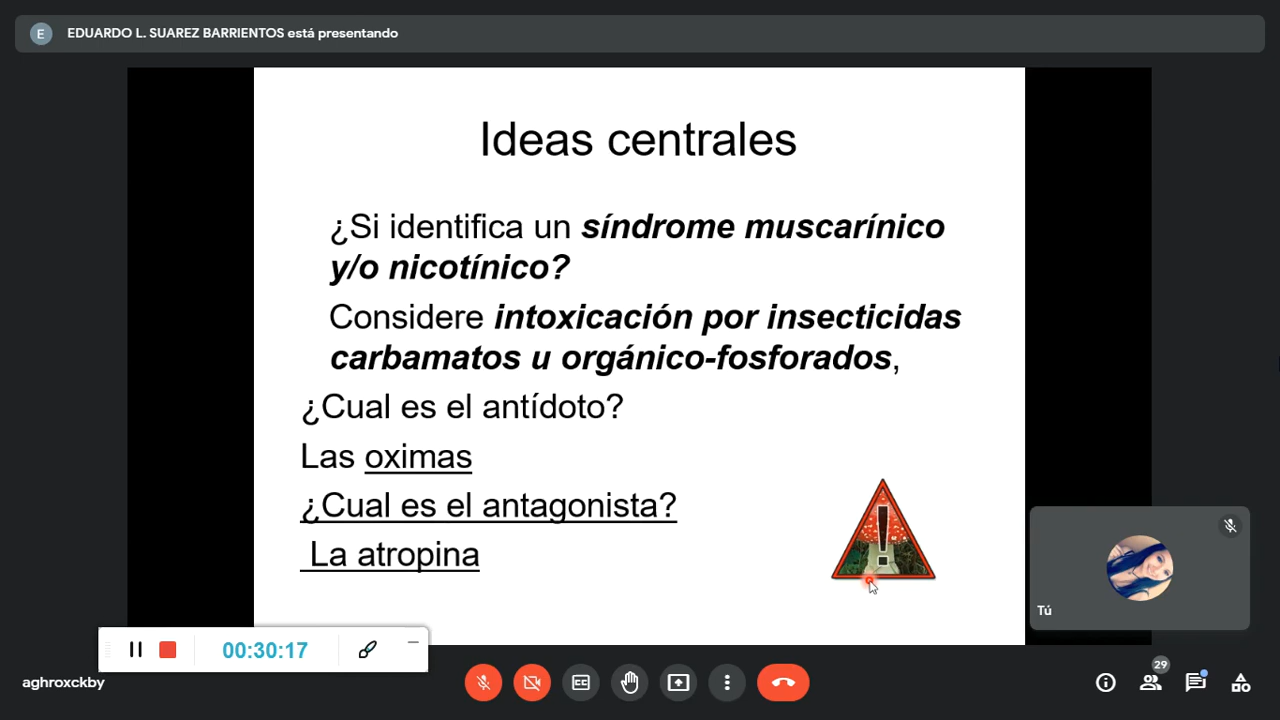 E EDUARDO L. SUAREZ BARRIENTOS está presentando
Ideas centrales
¿Si identifica un síndrome muscarínico
y/o nicotínico?
Considere intoxicación por insecticidas
carbamatos u orgánico-fosforados,
¿Cual es el antídoto?
Las oximas
¿Cual es el antagonista?
La atropina
Tú
00:30:17
aghroxckby
CC
29